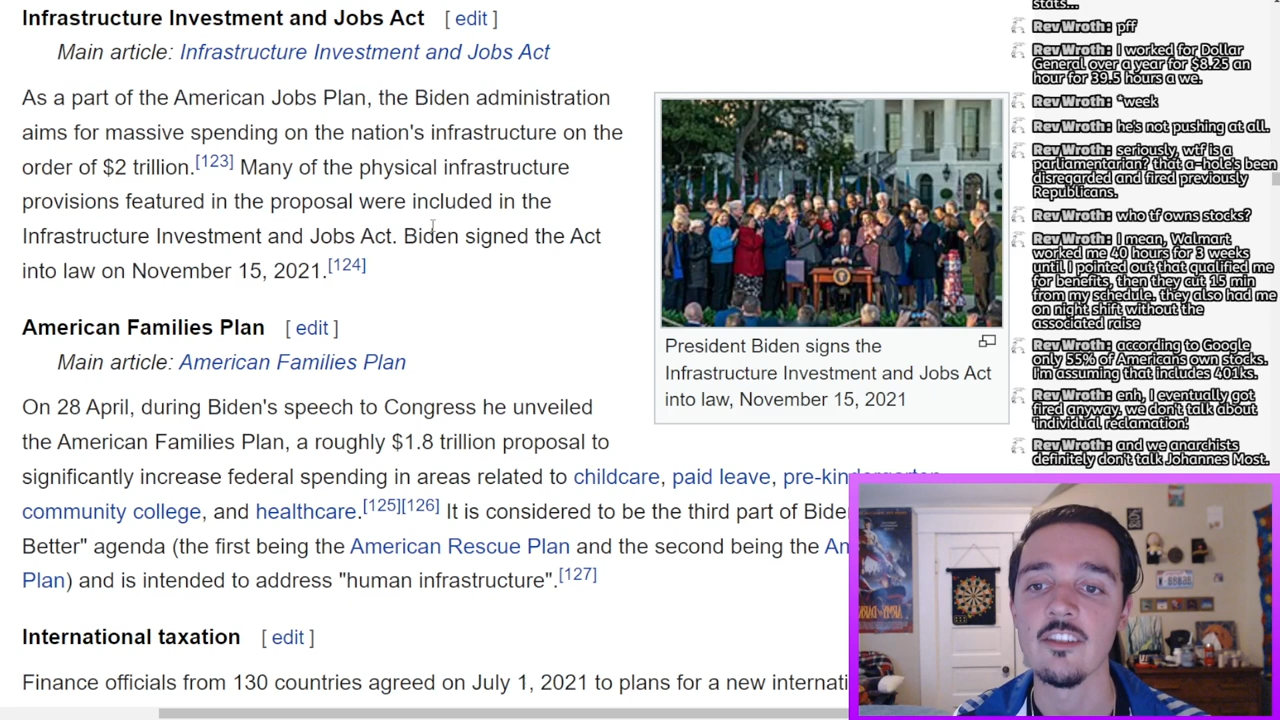 Infrastructure Investment and Jobs Act [ edit ]
Main article: Infrastructure Investment and Jobs Act
As a part of the American Jobs Plan, the Biden administration
aims for massive spending on the nation's infrastructure on the
order of $2 trillion.[123] Many of the physical infrastructure
provisions featured in the proposal were included in the
Infrastructure Investment and Jobs Act. Biden signed the Act
into law on November 15, 2021.[124]
President Biden signs the
Infrastructure Investment and Jobs Act
into law, November 15, 2021
American Families Plan [ edit ]
Main article: American Families Plan
On 28 April, during Biden's speech to Congress he unveiled
the American Families Plan, a roughly $1.8 trillion proposal to
significantly increase federal spending in areas related to childcare, paid leave, pre-kindergarten
community college, and healthcare.[125][126] It is considered to be the third part of Biden
Better" agenda (the first being the American Rescue Plan and the second being the Am
Plan) and is intended to address "human infrastructure".[127]
International taxation [ edit ]
Finance officials from 130 countries agreed on July 1, 2021 to plans for a new internati
stats...
RevWroth: pff
RevWroth: I worked for Dollar
General over a year for $8.25 an
hour for 39.5 hours a we.
RevWroth: *week
RevWroth: he's not pushing at all.
RevWroth: seriously, wtf is a
parliamentarian? that a-hole's been
disregarded and fired previously
Republicans.
RevWroth: who tf owns stocks?
RevWroth: I mean, Walmart
worked me 40 hours for 3 weeks
until I pointed out that qualified me
for benefits, then they cut 15 min
from my schedule. they also had me
on night shift without the
associated raise
RevWroth: according to Google
only 55% of Americans own stocks.
I'm assuming that includes 401ks.
RevWroth: enh, I eventually got
fired anyway. we don't talk about
'individual reclamation'.
RevWroth: and we anarchists
definitely don't talk Johannes Most.